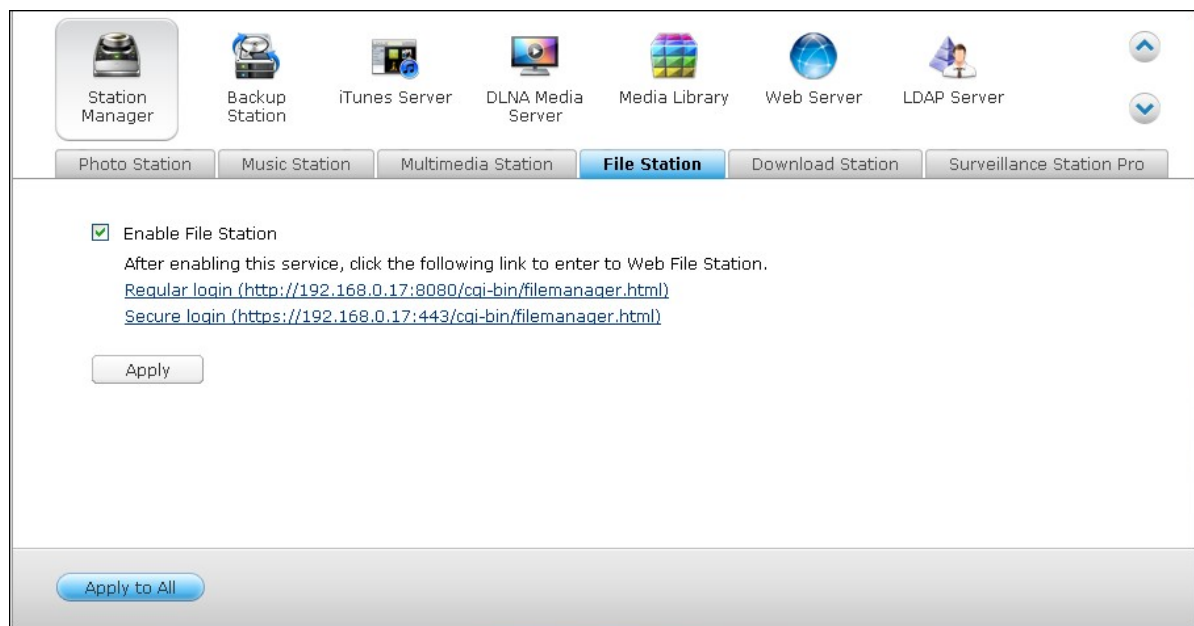 Station Manager
Backup Station
iTunes Server
DLNA Media Server
Media Library
Web Server
LDAP Server
Photo Station
Music Station
Multimedia Station
File Station
Download Station
Surveillance Station Pro
Enable File Station
After enabling this service, click the following link to enter to Web File Station.
Regular login (http://192.168.0.17:8080/cgi-bin/filemanager.html)
Secure login (https://192.168.0.17:443/cgi-bin/filemanager.html)
Apply
Apply to All